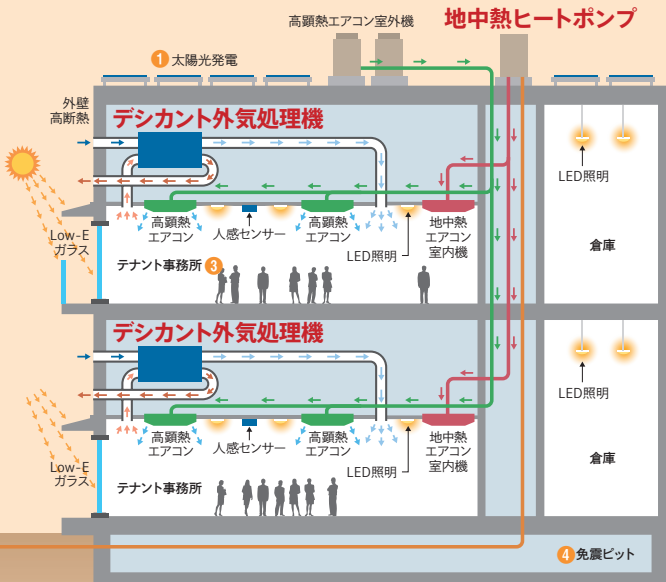 高顕熱エアコン室外機
地中熱ヒートポンプ
1 太陽光発電
外壁
高断熱
デシカント外気処理機
LED照明
高顕熱
エアコン
人感センサー
高顕熱
エアコン
LED照明
地中熱
エアコン
室内機
Low-E
ガラス
テナント事務所 3
倉庫
デシカント外気処理機
LED照明
高顕熱
エアコン
人感センサー
高顕熱
エアコン
LED照明
地中熱
エアコン
室内機
Low-E
ガラス
テナント事務所
倉庫
4 免震ピット